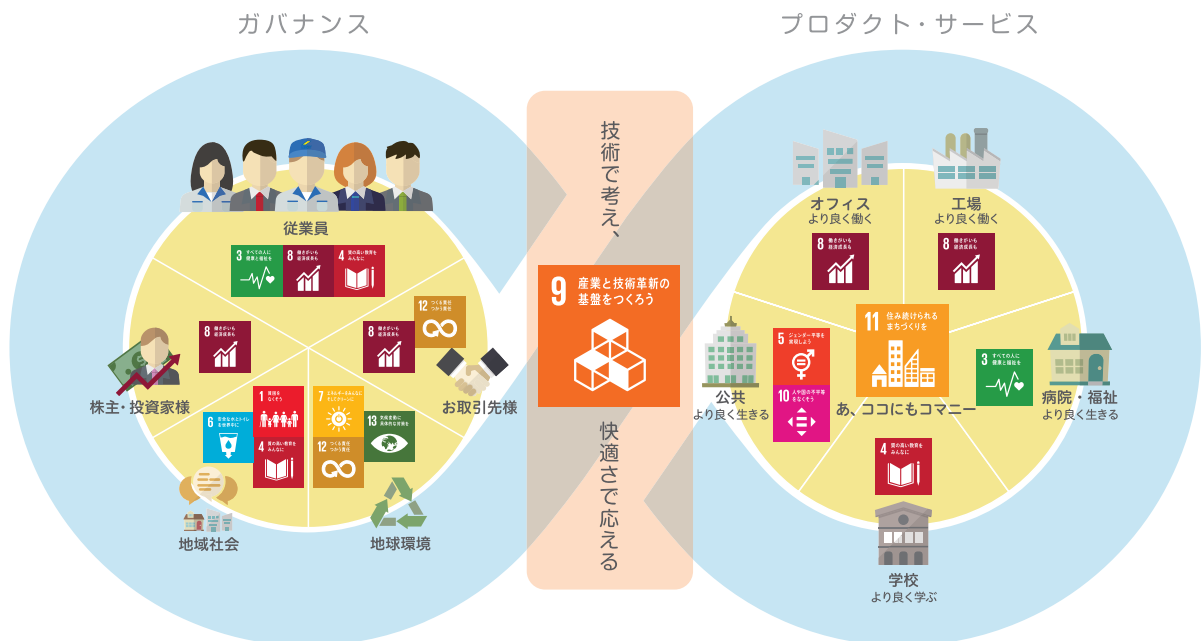 ガバナンス
従業員
3 すべての人に
健康と福祉を
8 働きがいも
経済成長も
4 質の高い教育を
みんなに
株主・投資家様
8 働きがいも
経済成長も
8 働きがいも
経済成長も
12 つくる責任
つかう責任
お取引先様
6 安全な水とトイレ
を世界中に
1 貧困を
なくそう
4 質の高い教育を
みんなに
地域社会
7 エネルギーをみんなに
そしてクリーンに
12 つくる責任
つかう責任
13 気候変動に
具体的な対策を
地球環境
技術で考え、
9 産業と技術革新の
基盤をつくろう
快適さで応える
プロダクト・サービス
オフィス
より良く働く
8 働きがいも
経済成長も
工場
より良く働く
8 働きがいも
経済成長も
公共
より良く生きる
5 ジェンダー平等を
実現しよう
10 人や国の不平等
をなくそう
11 住み続けられる
まちづくりを
あ、ココにもコマニー
3 すべての人に
健康と福祉を
病院・福祉
より良く生きる
4 質の高い教育を
みんなに
学校
より良く学ぶ